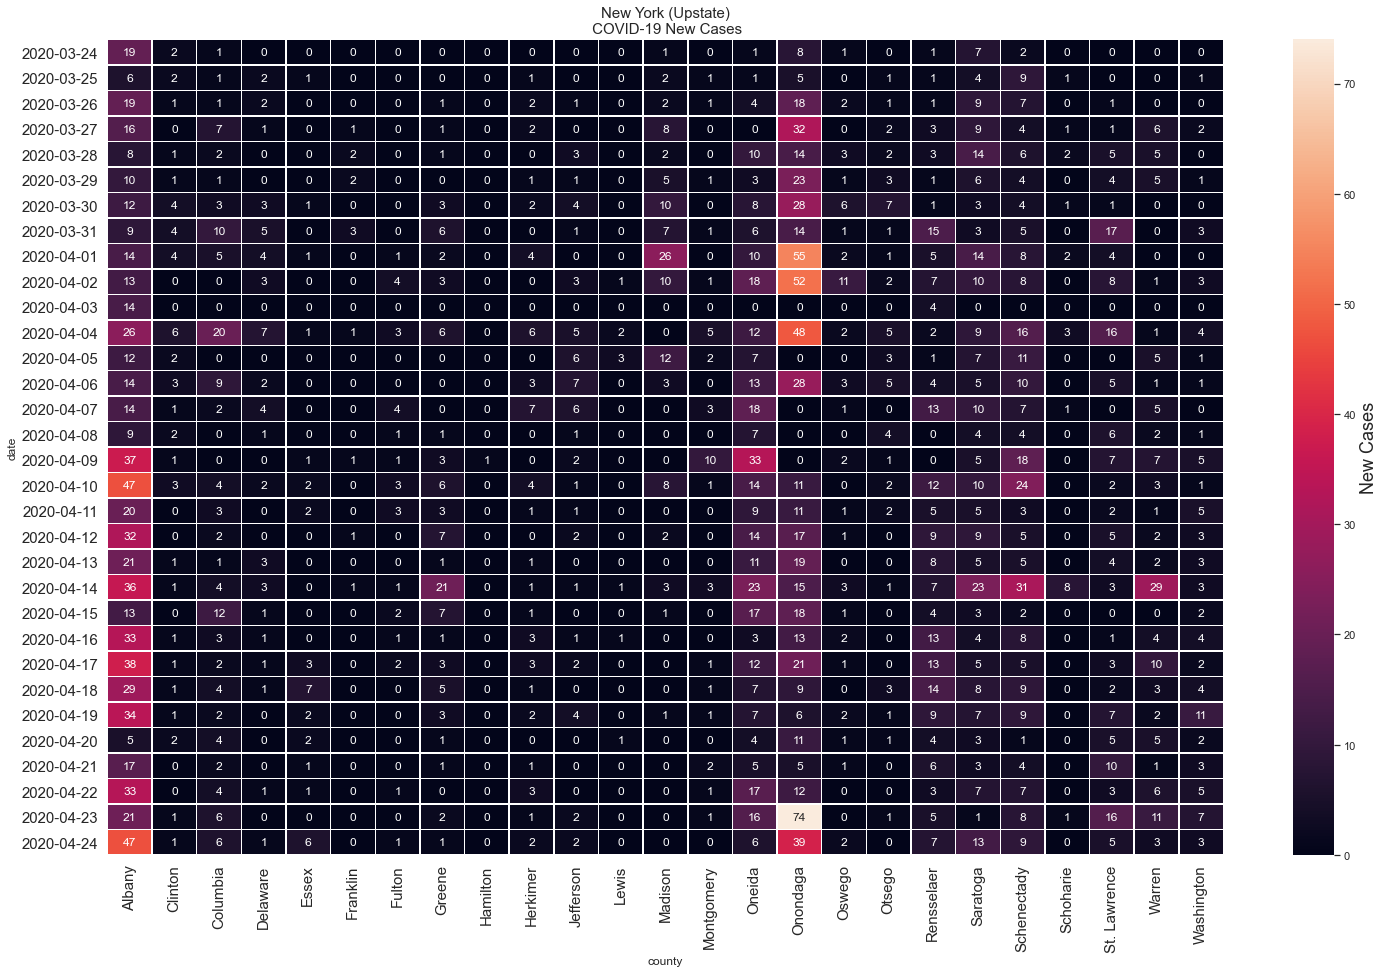 New York (Upstate)
COVID-19 New Cases
2020-03-24 19 2 1 0 0 0 0 0 0 0 0 0 1 0 1 8 1 0 1 7 2 0 0 0 0
2020-03-25 6 2 1 2 1 0 0 0 0 1 0 0 2 1 1 5 0 1 1 4 9 1 0 0 1
2020-03-26 19 1 1 2 0 0 0 1 0 2 1 0 2 1 4 18 2 1 1 9 7 0 1 0 0
2020-03-27 16 0 7 1 0 1 0 1 0 2 0 0 8 0 0 32 0 2 3 9 4 1 1 6 2
2020-03-28 8 1 2 0 0 2 0 1 0 0 3 0 2 0 10 14 3 2 3 14 6 2 5 5 0
2020-03-29 10 1 1 0 0 2 0 0 0 1 1 0 5 1 3 23 1 3 1 6 4 0 4 5 1
2020-03-30 12 4 3 3 1 0 0 3 0 2 4 0 10 0 8 28 6 7 1 3 4 1 1 0 0
2020-03-31 9 4 10 5 0 3 0 6 0 0 1 0 7 1 6 14 1 1 15 3 5 0 17 0 3
2020-04-01 14 4 5 4 1 0 1 2 0 4 0 0 26 0 10 55 2 1 5 14 8 2 4 0 0
2020-04-02 13 0 0 3 0 0 4 3 0 0 3 1 10 1 18 52 11 2 7 10 8 0 8 1 3
2020-04-03 14 0 0 0 0 0 0 0 0 0 0 0 0 0 0 0 0 0 4 0 0 0 0 0 0
2020-04-04 26 6 20 7 1 1 3 6 0 6 5 2 0 5 12 48 2 5 2 9 16 3 16 1 4
2020-04-05 12 2 0 0 0 0 0 0 0 0 6 3 12 2 7 0 0 3 1 7 11 0 0 5 1
2020-04-06 14 3 9 2 0 0 0 0 0 3 7 0 3 0 13 28 3 5 4 5 10 0 5 1 1
2020-04-07 14 1 2 4 0 0 4 0 0 7 6 0 0 3 18 0 1 0 13 10 7 1 0 5 0
2020-04-08 9 2 0 1 0 0 1 1 0 0 1 0 0 0 7 0 0 4 0 4 4 0 6 2 1
2020-04-09 37 1 0 0 1 1 1 3 1 0 2 0 0 10 33 0 2 1 0 5 18 0 7 7 5
2020-04-10 47 3 4 2 2 0 3 6 0 4 1 0 8 1 14 11 0 2 12 10 24 0 2 3 1
2020-04-11 20 0 3 0 2 0 3 3 0 1 1 0 0 0 9 11 1 2 5 5 3 0 2 1 5
2020-04-12 32 0 2 0 0 1 0 7 0 0 2 0 2 0 14 17 1 0 9 9 5 0 5 2 3
2020-04-13 21 1 1 3 0 0 0 1 0 1 0 0 0 0 11 19 0 0 8 5 5 0 4 2 3
2020-04-14 36 1 4 3 0 1 1 21 0 1 1 1 3 3 23 15 3 1 7 23 31 8 3 29 3
2020-04-15 13 0 12 1 0 0 2 7 0 1 0 0 1 0 17 18 1 0 4 3 2 0 0 0 2
2020-04-16 33 1 3 1 0 0 1 1 0 3 1 1 0 0 3 13 2 0 13 4 8 0 1 4 4
2020-04-17 38 1 2 1 3 0 2 3 0 3 2 0 0 1 12 21 1 0 13 5 5 0 3 10 2
2020-04-18 29 1 4 1 7 0 0 5 0 1 0 0 0 1 7 9 0 3 14 8 9 0 2 3 4
2020-04-19 34 1 2 0 2 0 0 3 0 2 4 0 1 1 7 6 2 1 9 7 9 0 7 2 11
2020-04-20 5 2 4 0 2 0 0 1 0 0 0 1 0 0 4 11 1 1 4 3 1 0 5 5 2
2020-04-21 17 0 2 0 1 0 0 0 0 0 0 0 0 2 5 5 1 0 6 3 4 0 10 1 3
2020-04-22 33 0 4 1 1 0 1 0 0 3 0 0 0 0 17 12 0 0 3 7 7 0 3 6 5
2020-04-23 21 1 6 0 0 0 0 2 0 1 2 0 0 1 16 74 0 1 5 1 8 1 16 11 7
2020-04-24 47 1 6 1 6 0 1 1 0 2 2 0 0 0 6 39 2 0 7 13 9 0 5 3 3
date
Albany Clinton Columbia Delaware Essex Franklin Fulton Greene Hamilton Herkimer Jefferson Lewis Madison Montgomery Oneida Onondaga Oswego Otsego Rensselaer Saratoga Schenectady Schoharie St. Lawrence Warren Washington
county
70
60
50
40
30
20
10
0
New Cases